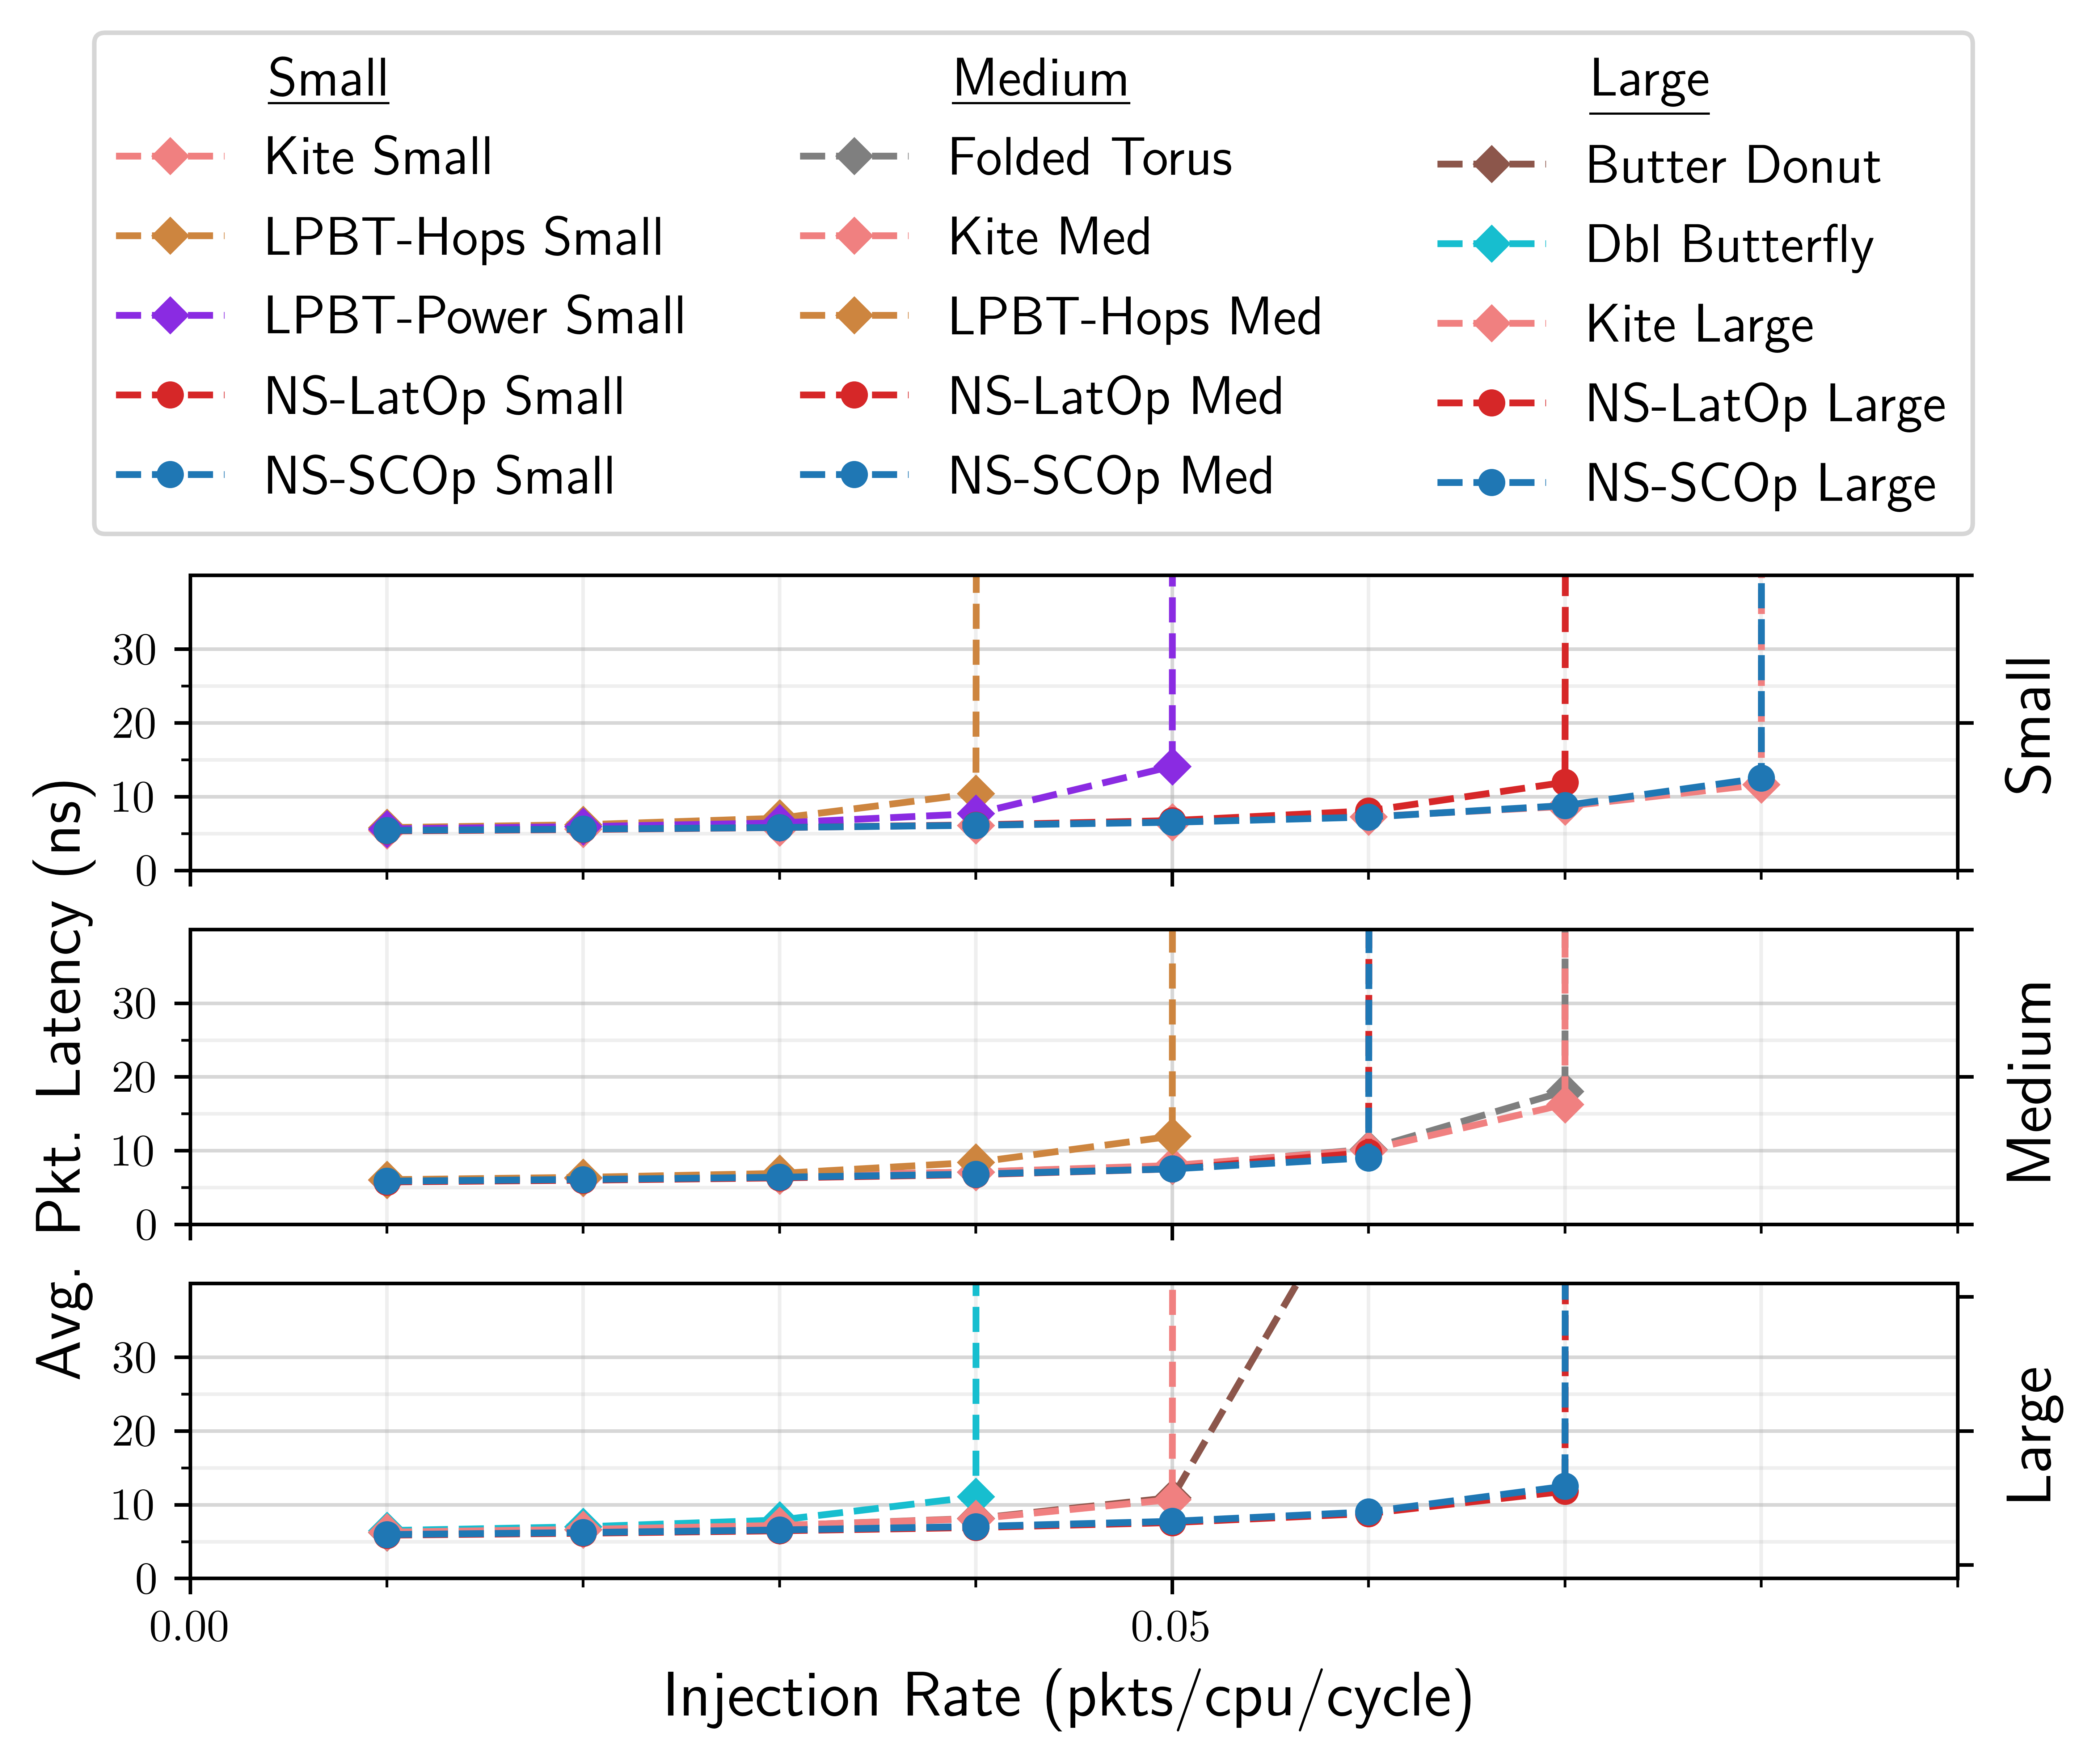 Small
Kite Small
LPBT-Hops Small
LPBT-Power Small
NS-LatOp Small
NS-SCOp Small
Medium
Folded Torus
Kite Med
LPBT-Hops Med
NS-LatOp Med
NS-SCOp Med
Large
Butter Donut
Dbl Butterfly
Kite Large
NS-LatOp Large
NS-SCOp Large
Avg. Pkt. Latency (ns)
30
20
10
0
Small
30
20
10
0
Medium
30
20
10
0
Large
0.00
0.05
Injection Rate (pkts/cpu/cycle)